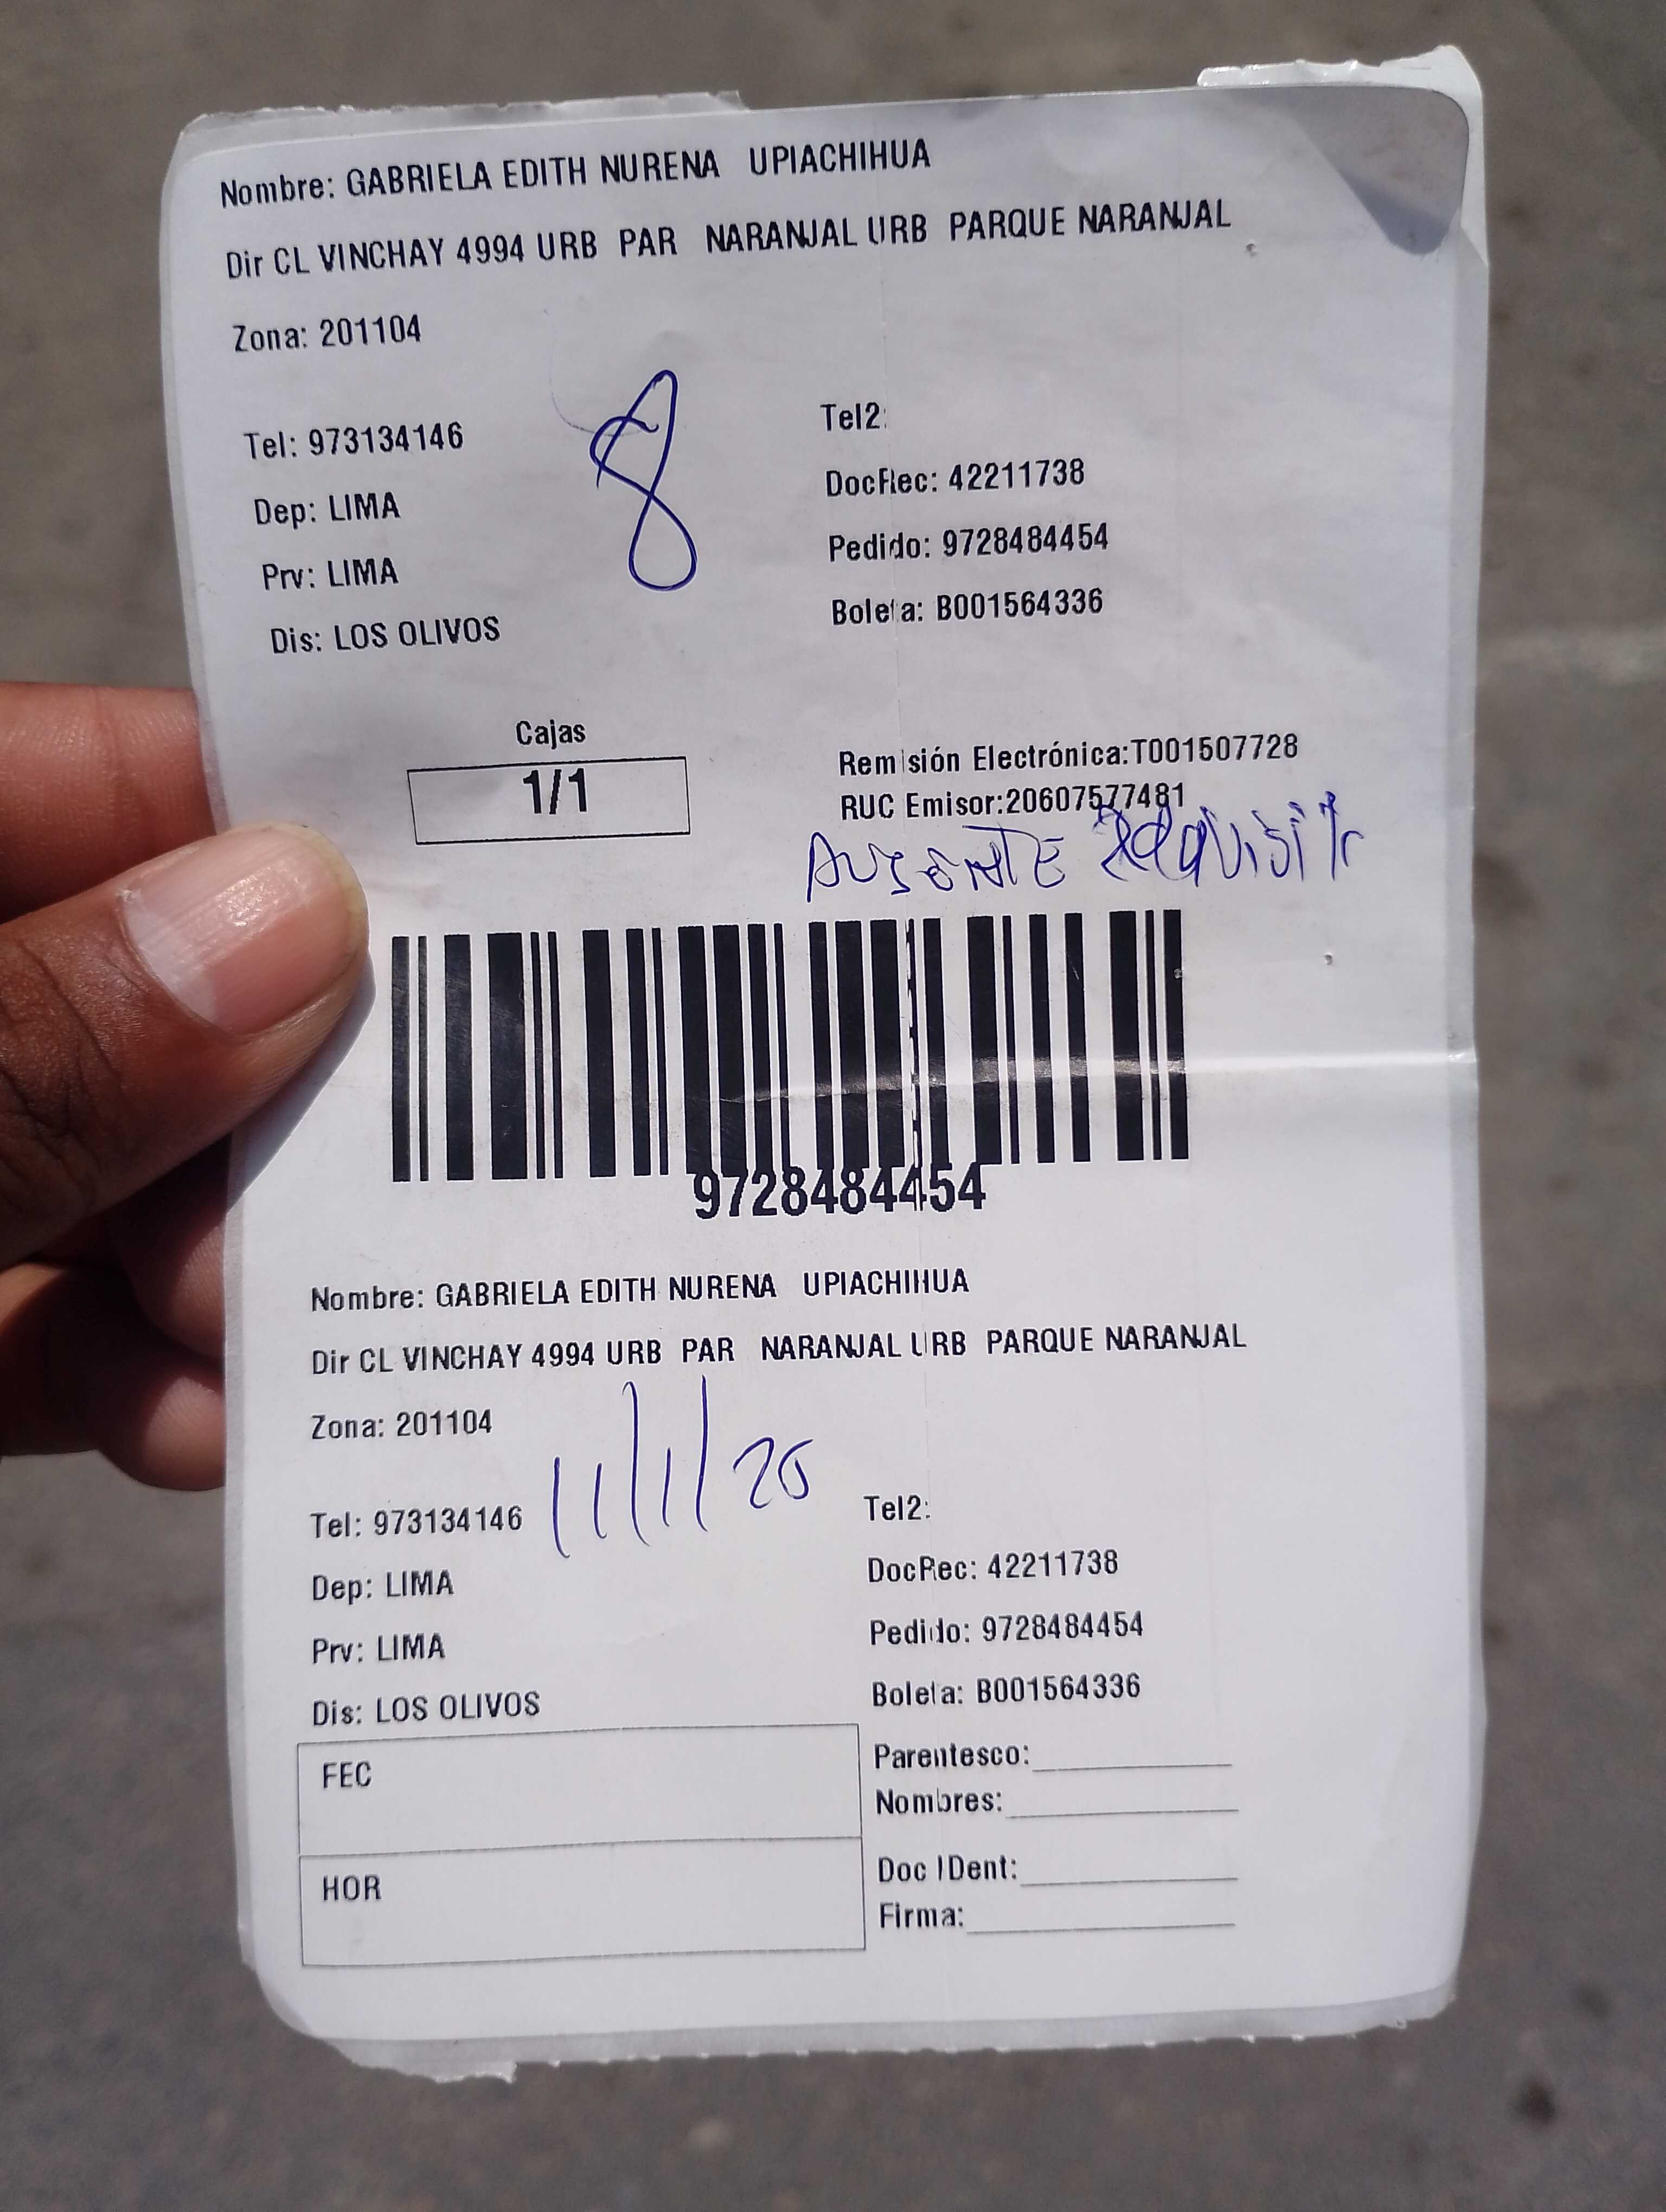 Nombre: GABRIELA EDITH NURENA UPIACHIHUA
Dir CL VINCHAY 4994 URB PAR NARANJAL URB PARQUE NARANJAL
Zona: 201104
8
Tel: 973134146
Tel2:
Dep: LIMA
DocRec: 42211738
Prv: LIMA
Pedido: 9728484454
Dis: LOS OLIVOS
Boleta: B001564336
Cajas
1/1
Remisión Electrónica:T001507728
RUC Emisor:20607577481
AUSENTE
9728484454
Nombre: GABRIELA EDITH NURENA UPIACHIHUA
Dir CL VINCHAY 4994 URB PAR NARANJAL URB PARQUE NARANJAL
Zona: 201104
Tel: 973134146
Tel2:
Dep: LIMA
DocRec: 42211738
Prv: LIMA
Pedido: 9728484454
Dis: LOS OLIVOS
Boleta: B001564336
FEC
Parentesco:
Nombres:
HOR
Doc IDent:
Firma: